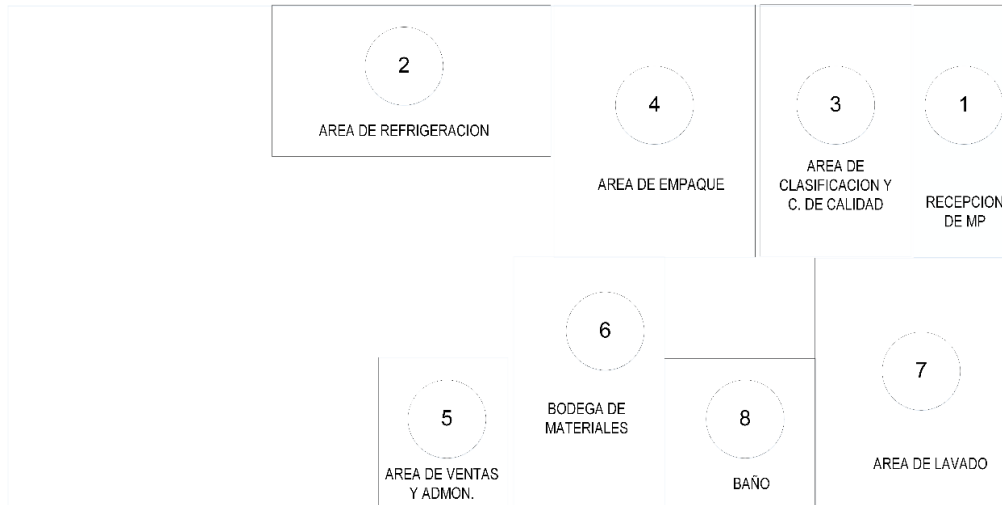 2
AREA DE REFRIGERACION
4
AREA DE EMPAQUE
3
AREA DE
CLASIFICACION Y
C. DE CALIDAD
1
RECEPCION
DE MP
5
AREA DE VENTAS
Y ADMON.
6
BODEGA DE
MATERIALES
8
BAÑO
7
AREA DE LAVADO